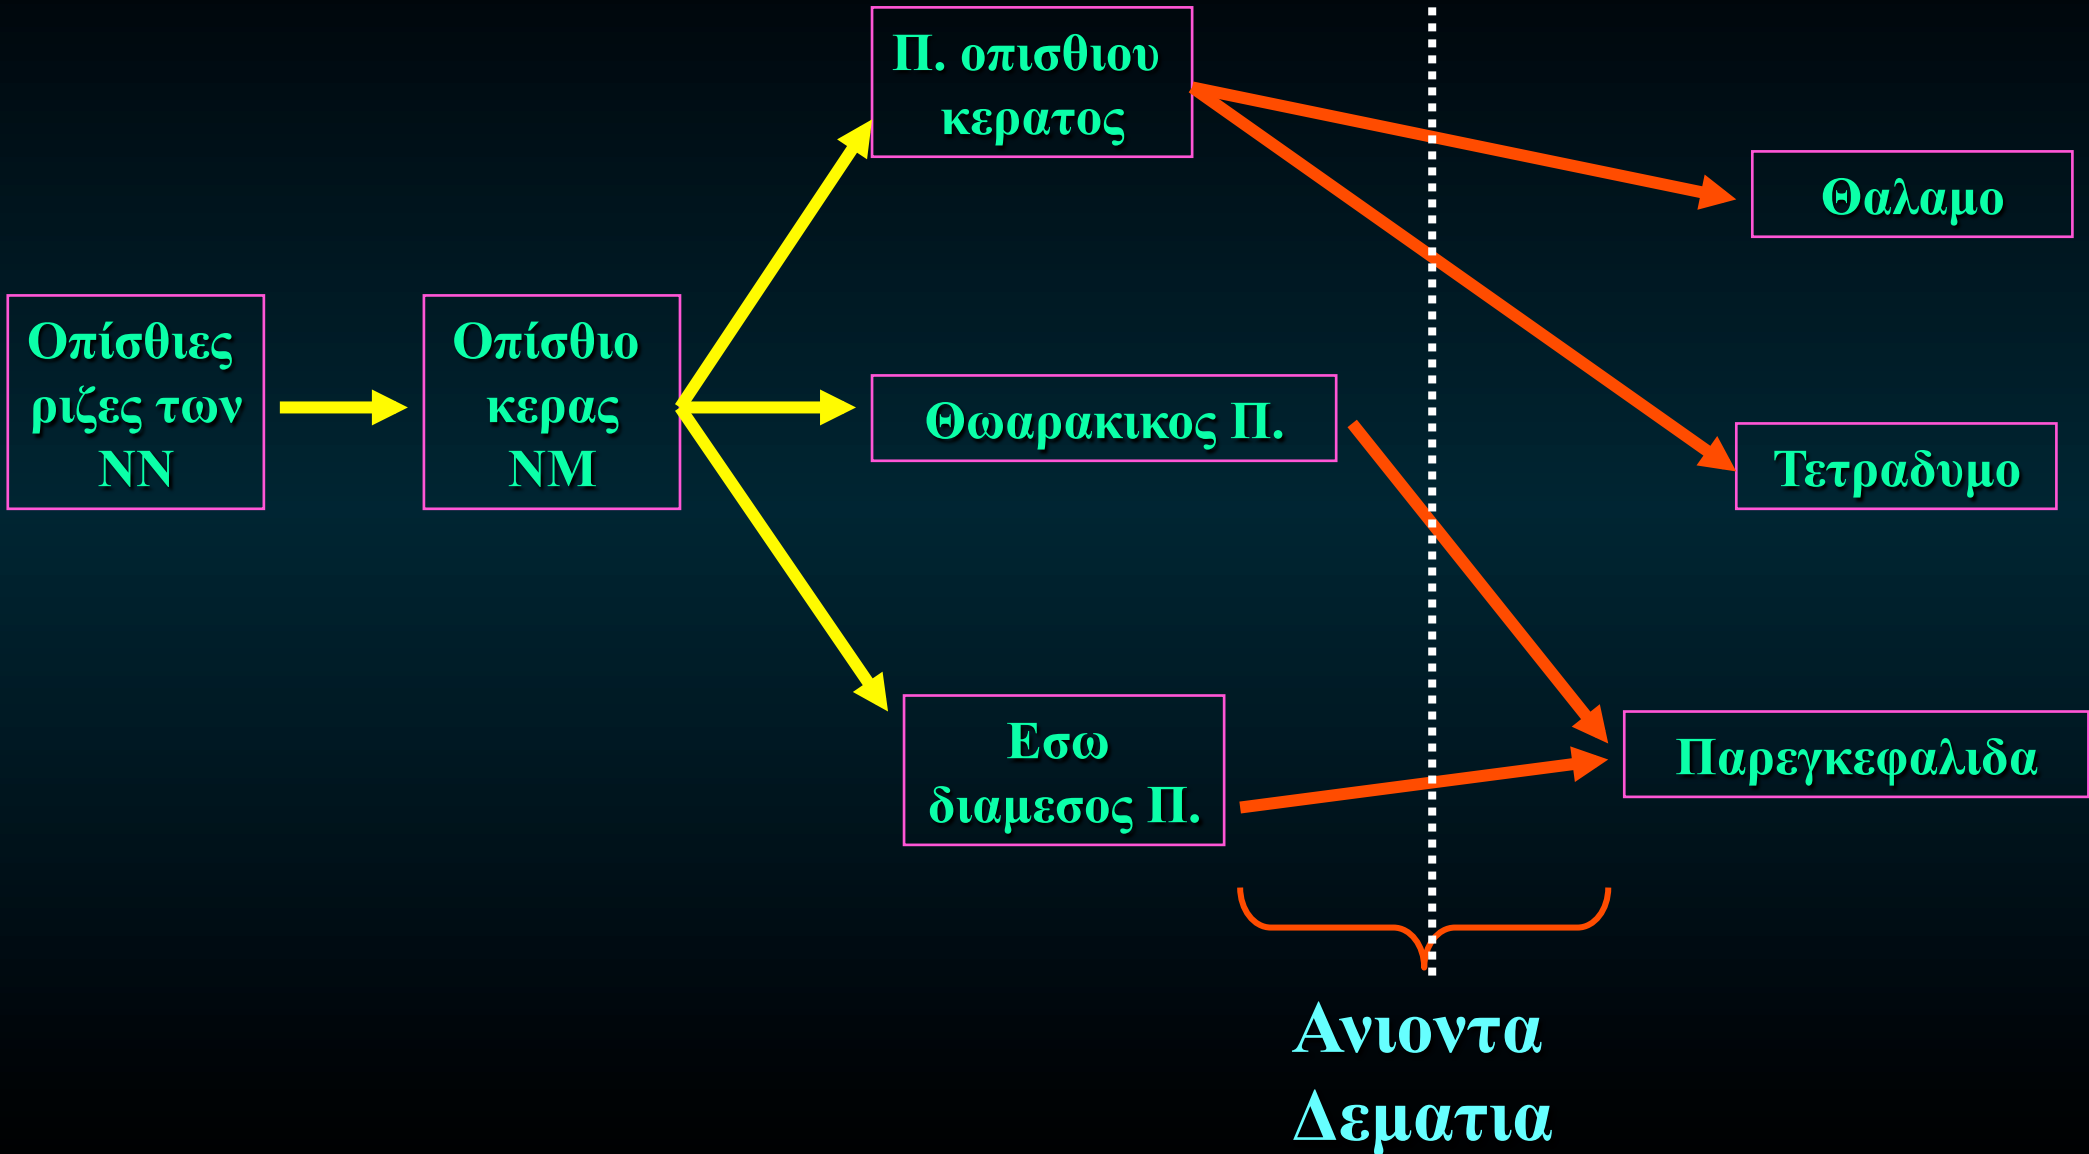 Π. οπισθιου
κερατος
Θαλαμο
Οπίσθιες
ριζες των
ΝΝ
Οπίσθιο
κερας
ΝΜ
Θωαρακικος Π.
Τετραδυμο
Εσω
διαμεσος Π.
Παρεγκεφαλιδα
Ανιοντα
Δεματια